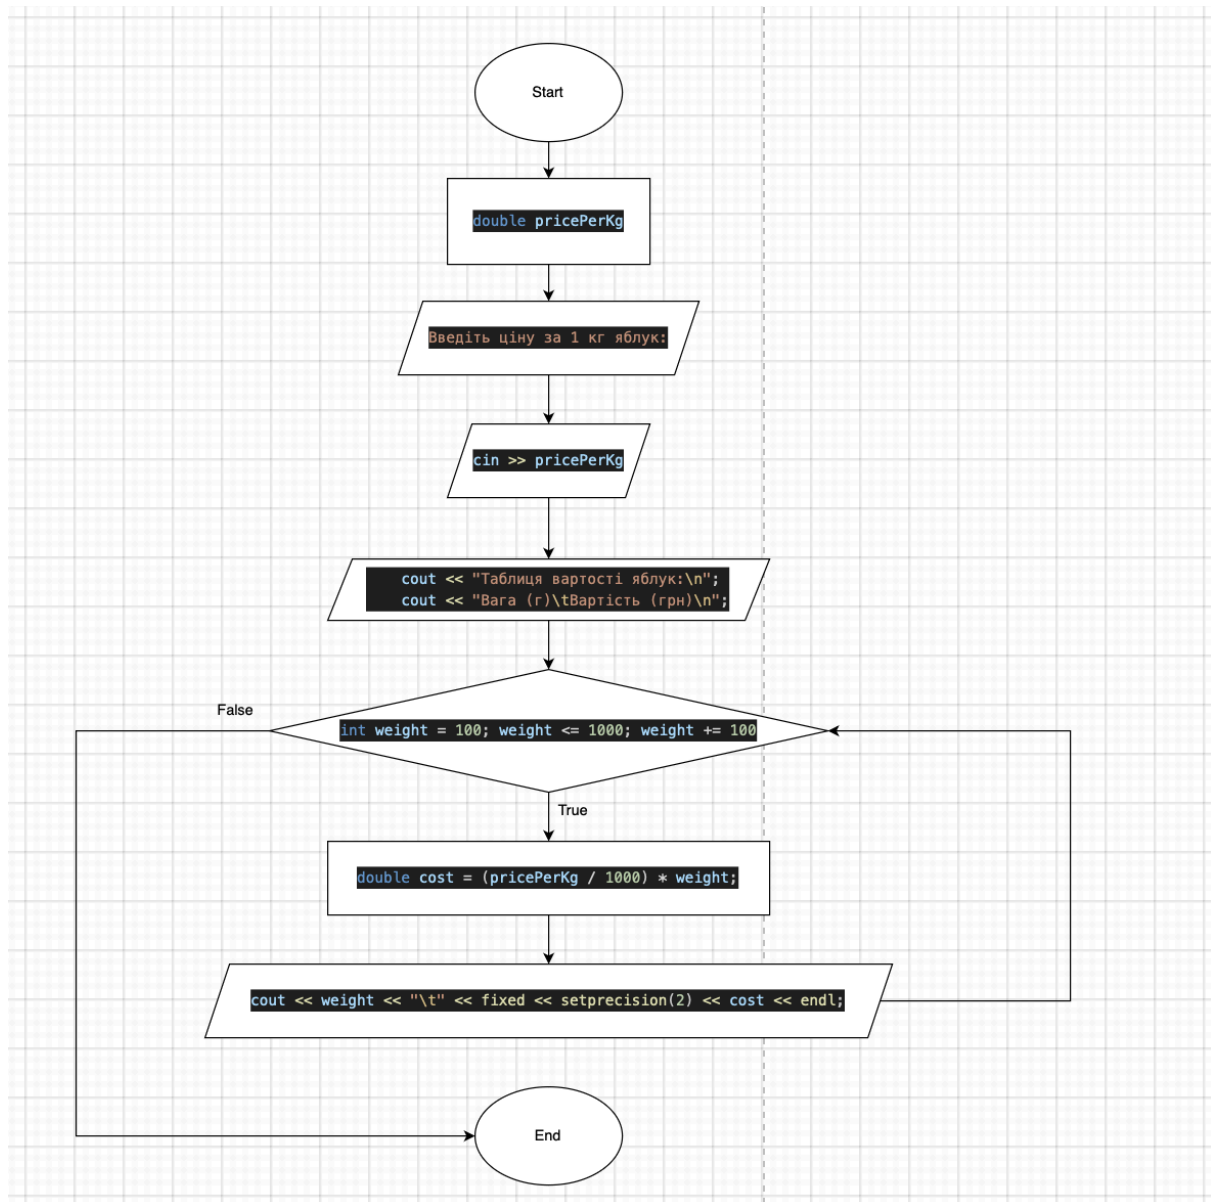 Start
double pricePerKg
Введіть ціну за 1 кг яблук:
cin >> pricePerKg
cout << "Таблиця вартості яблук:\n";
cout << "Вага (г)\tВартість (грн)\n";
False
int weight = 100; weight <= 1000; weight += 100
True
double cost = (pricePerKg / 1000) * weight;
cout << weight << "\t" << fixed << setprecision(2) << cost << endl;
End